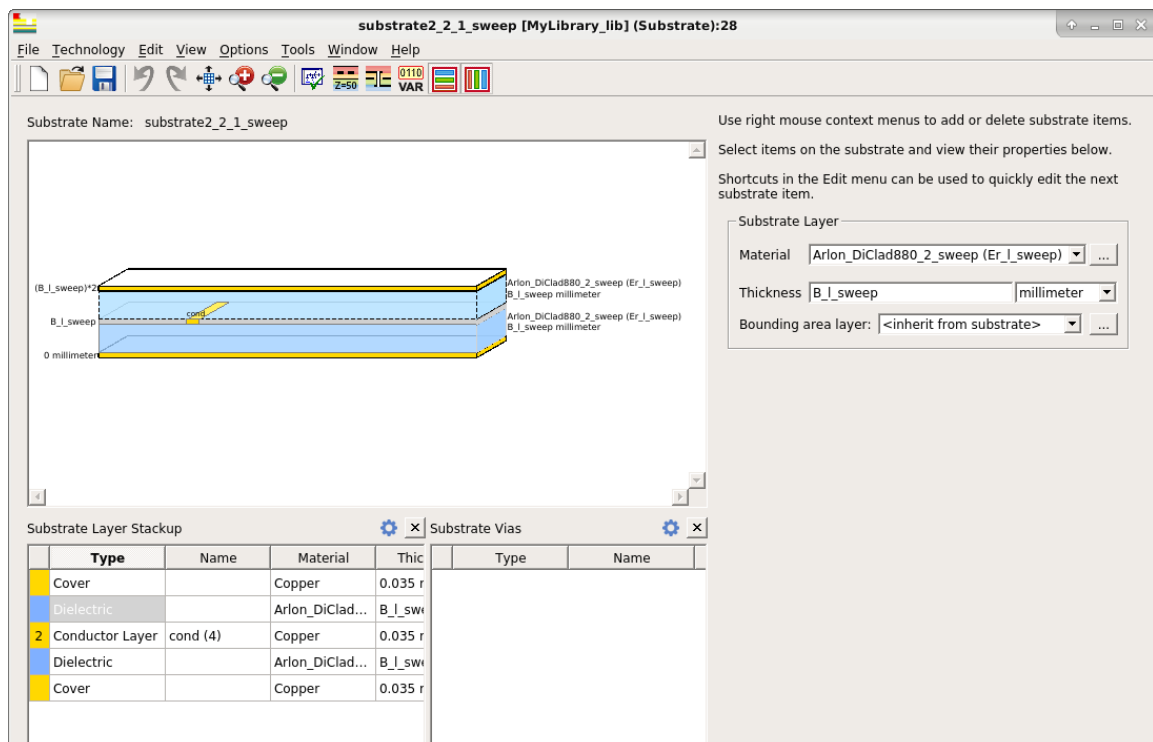 substrate2_2_1_sweep [MyLibrary_lib] (Substrate):28
File Technology Edit View Options Tools Window Help
Z=50
0110
VAR
Substrate Name: substrate2_2_1_sweep
Use right mouse context menus to add or delete substrate items.
Select items on the substrate and view their properties below.
Shortcuts in the Edit menu can be used to quickly edit the next
substrate item.
Substrate Layer
Material Arlon_DiClad880_2_sweep (Er_l_sweep) ...
Thickness B_l_sweep millimeter
Bounding area layer: <inherit from substrate> ...
(B_l_sweep)*2
Arlon_DiClad880_2_sweep (Er_l_sweep)
B_l_sweep millimeter
cond
B_l_sweep
Arlon_DiClad880_2_sweep (Er_l_sweep)
B_l_sweep millimeter
0 millimeter
Substrate Layer Stackup
Type Name Material Thic
Cover Copper 0.035
Dielectric Arlon_DiClad... B_l_swe
2 Conductor Layer cond (4) Copper 0.035
Dielectric Arlon_DiClad... B_l_swe
Cover Copper 0.035
Substrate Vias
Type Name